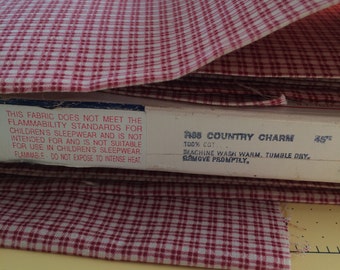 THIS FABRIC DOES NOT MEET THE
FLAMMABILITY STANDARDS FOR
CHILDREN'S SLEEPWEAR AND IS NOT
INTENDED FOR AND IS NOT SUITABLE
FOR USE IN CHILDREN'S SLEEPWEAR
FLAMMABLE - DO NOT EXPOSE TO INTENSE HEAT
COUNTRY CHARM 45"
100% COT
MACHINE WASH WARM. TUMBLE DRY.
REMOVE PROMPTLY.